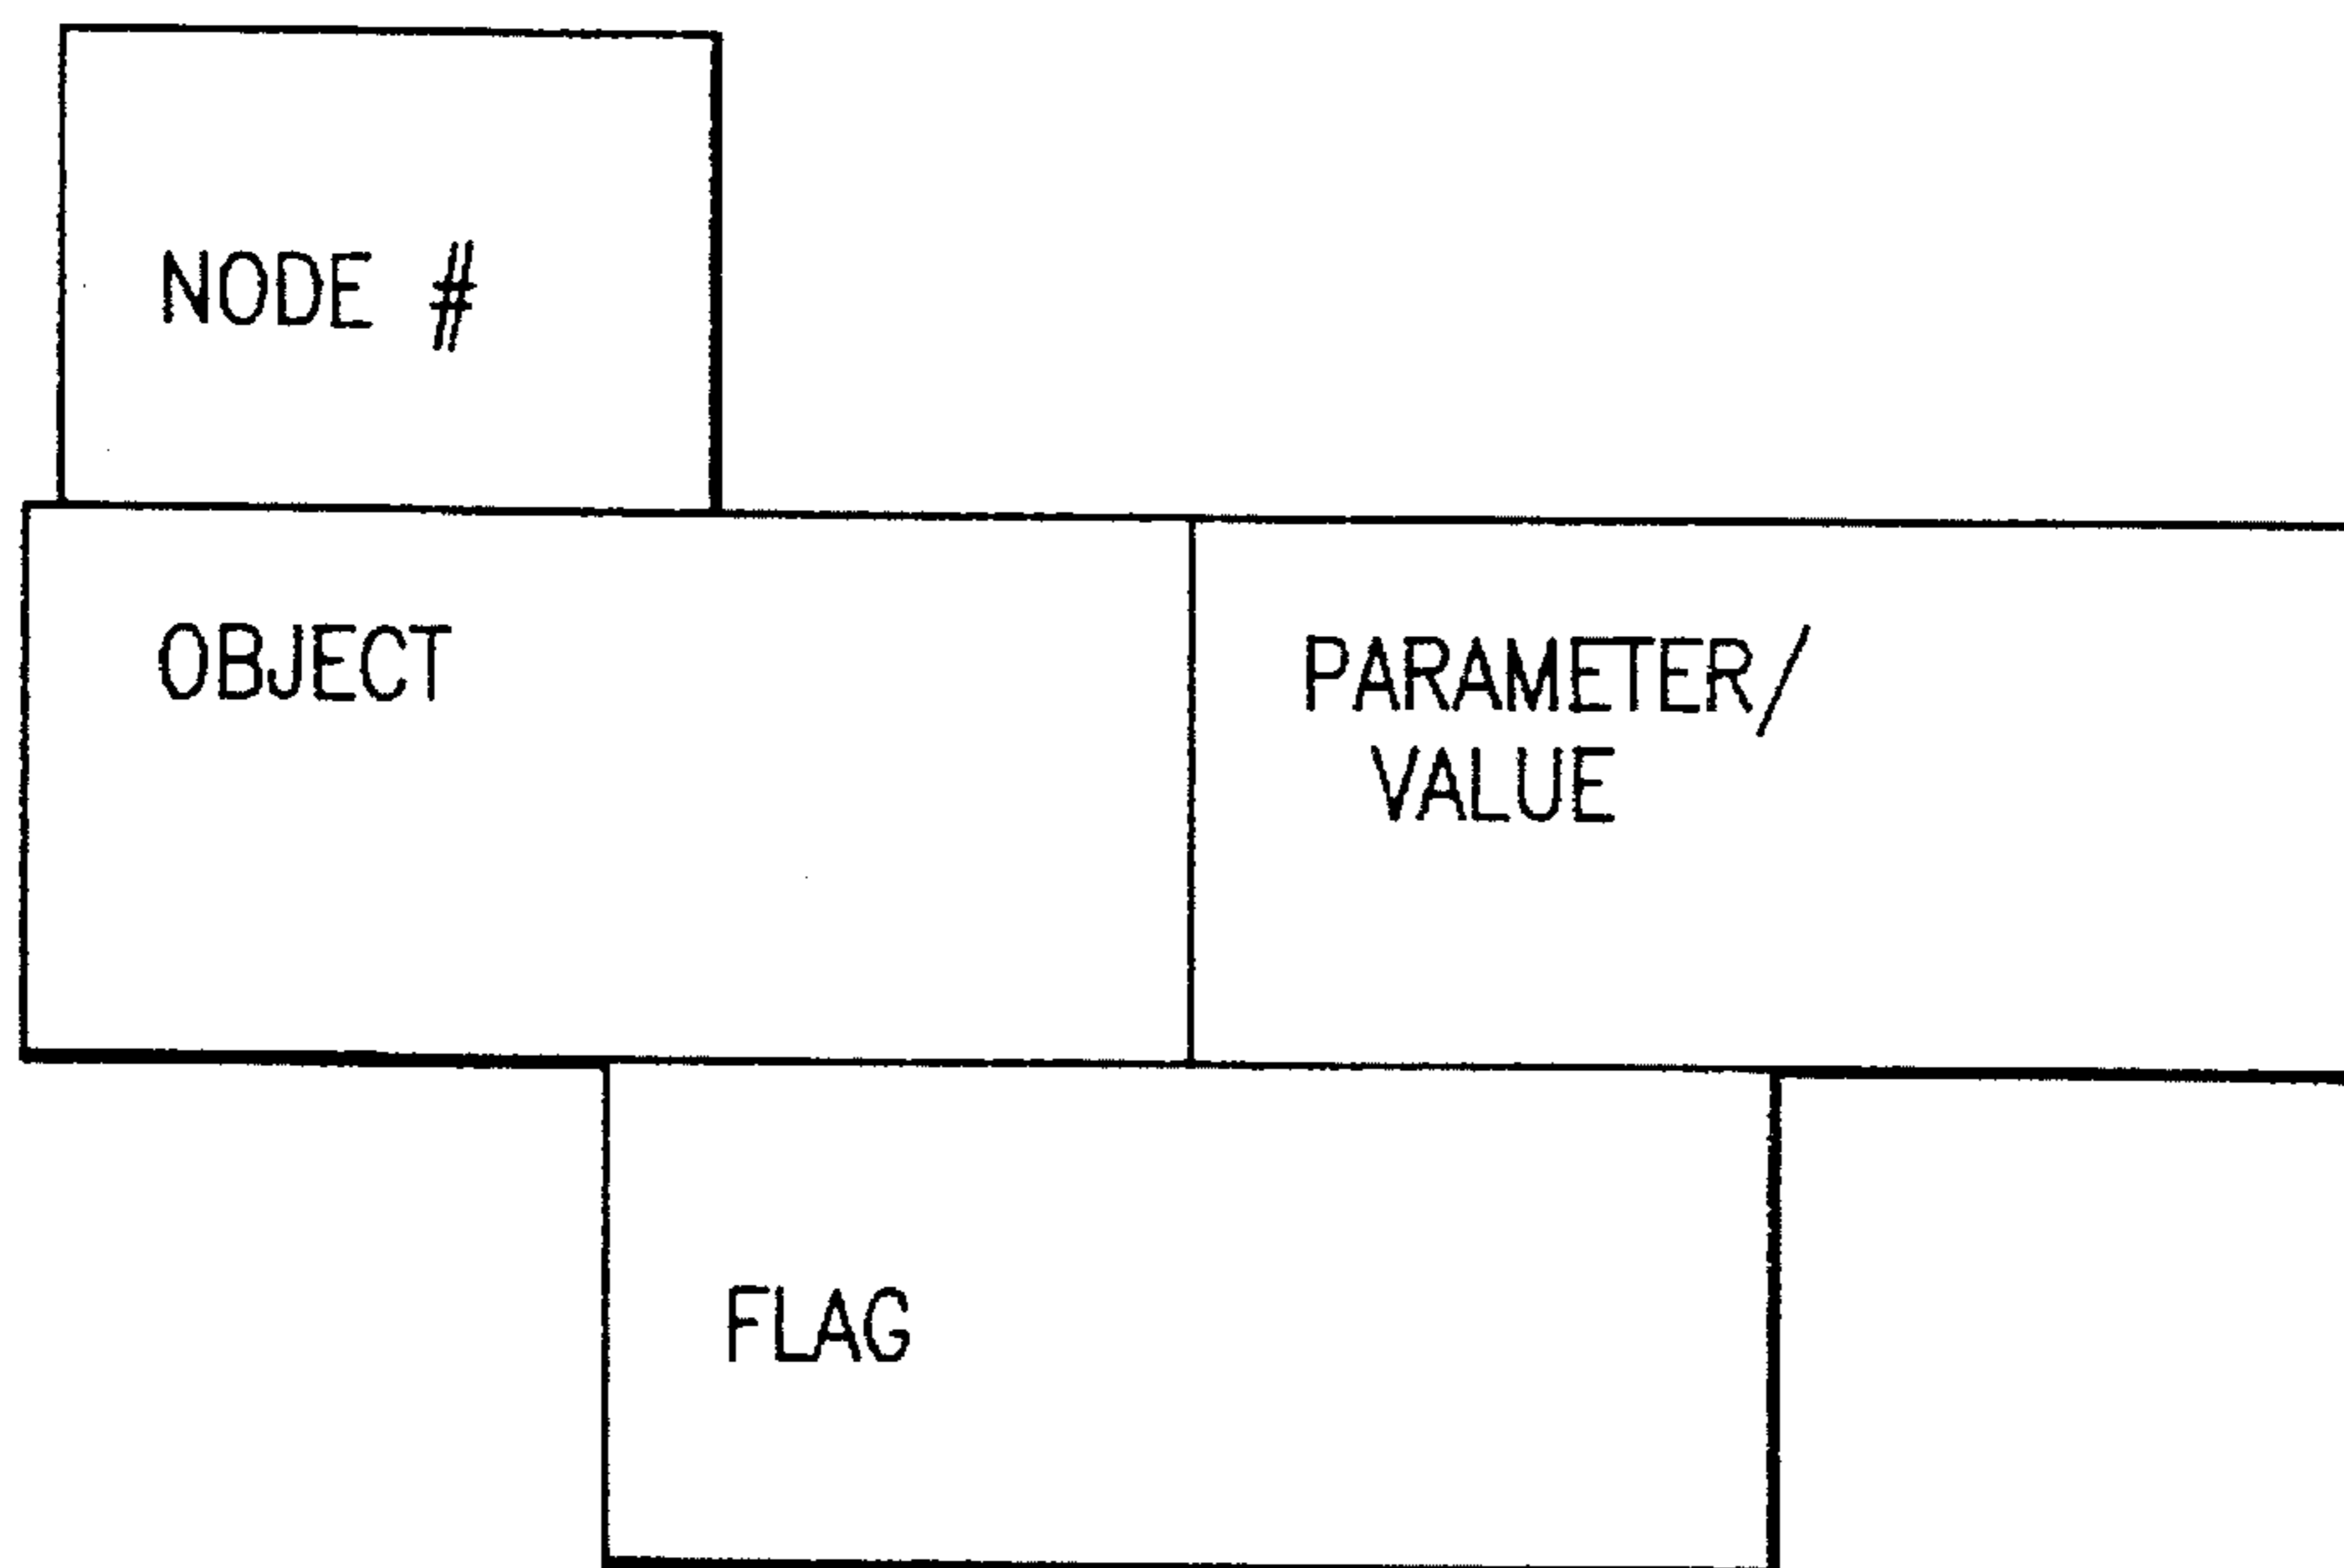 NODE #
OBJECT
PARAMETER/
VALUE
FLAG